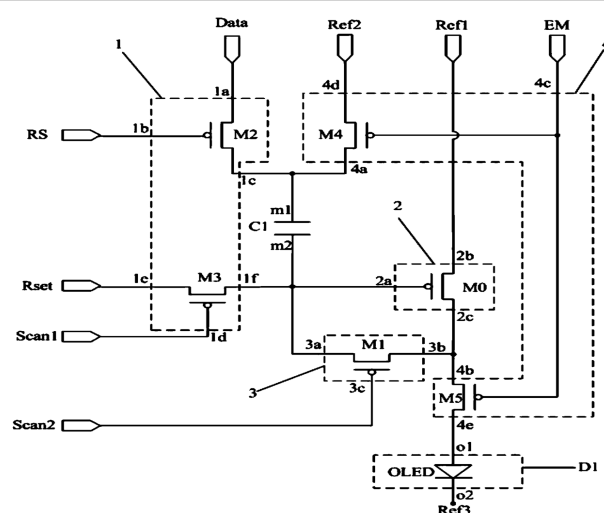 Data Ref2 Ref1 EM
1
1a 4d 4c
RS 1b M2 M4
1c 4a
m1
C1
m2
2
2b
2a M0
2c
Rset 1e M3 1f
Scan1 1d
3a M1 3b
3c
3
4b
M5
4e
Scan2
o1
OLED D1
o2
Ref3